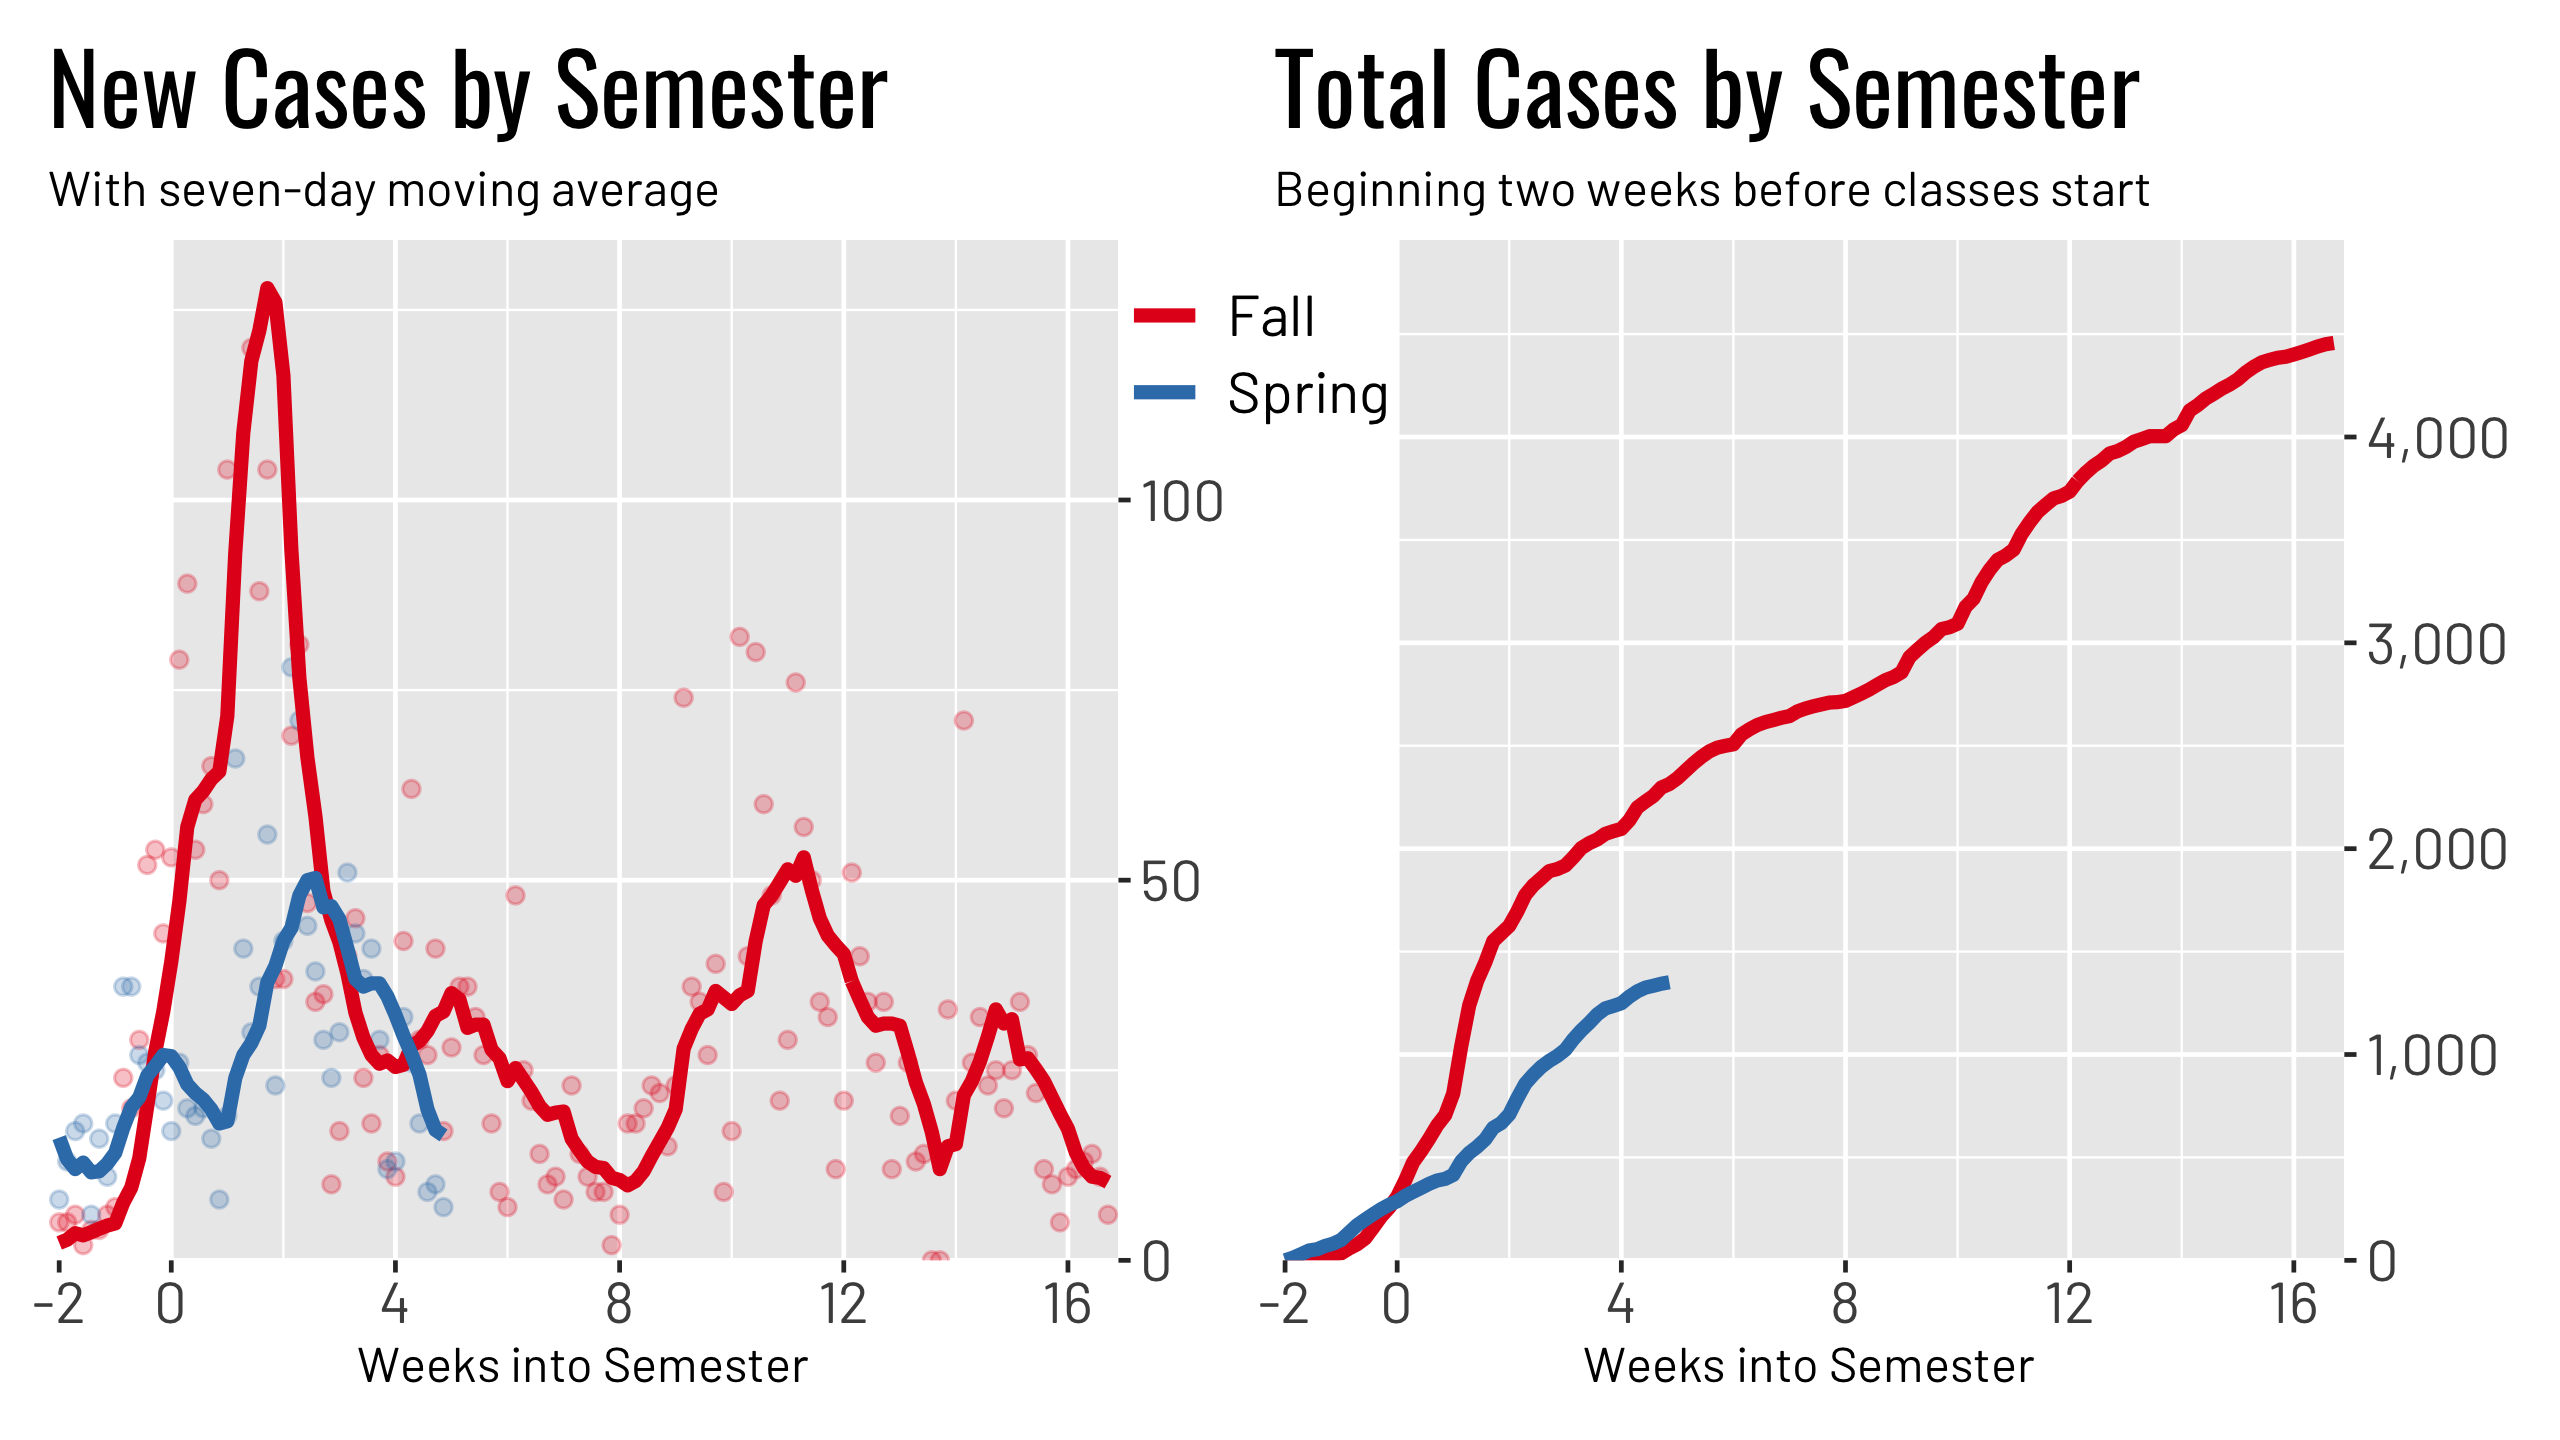 New Cases by Semester
With seven-day moving average
Fall
Spring
100
50
0
-2 0 4 8 12 16
Weeks into Semester
Total Cases by Semester
Beginning two weeks before classes start
4,000
3,000
2,000
1,000
0
-2 0 4 8 12 16
Weeks into Semester